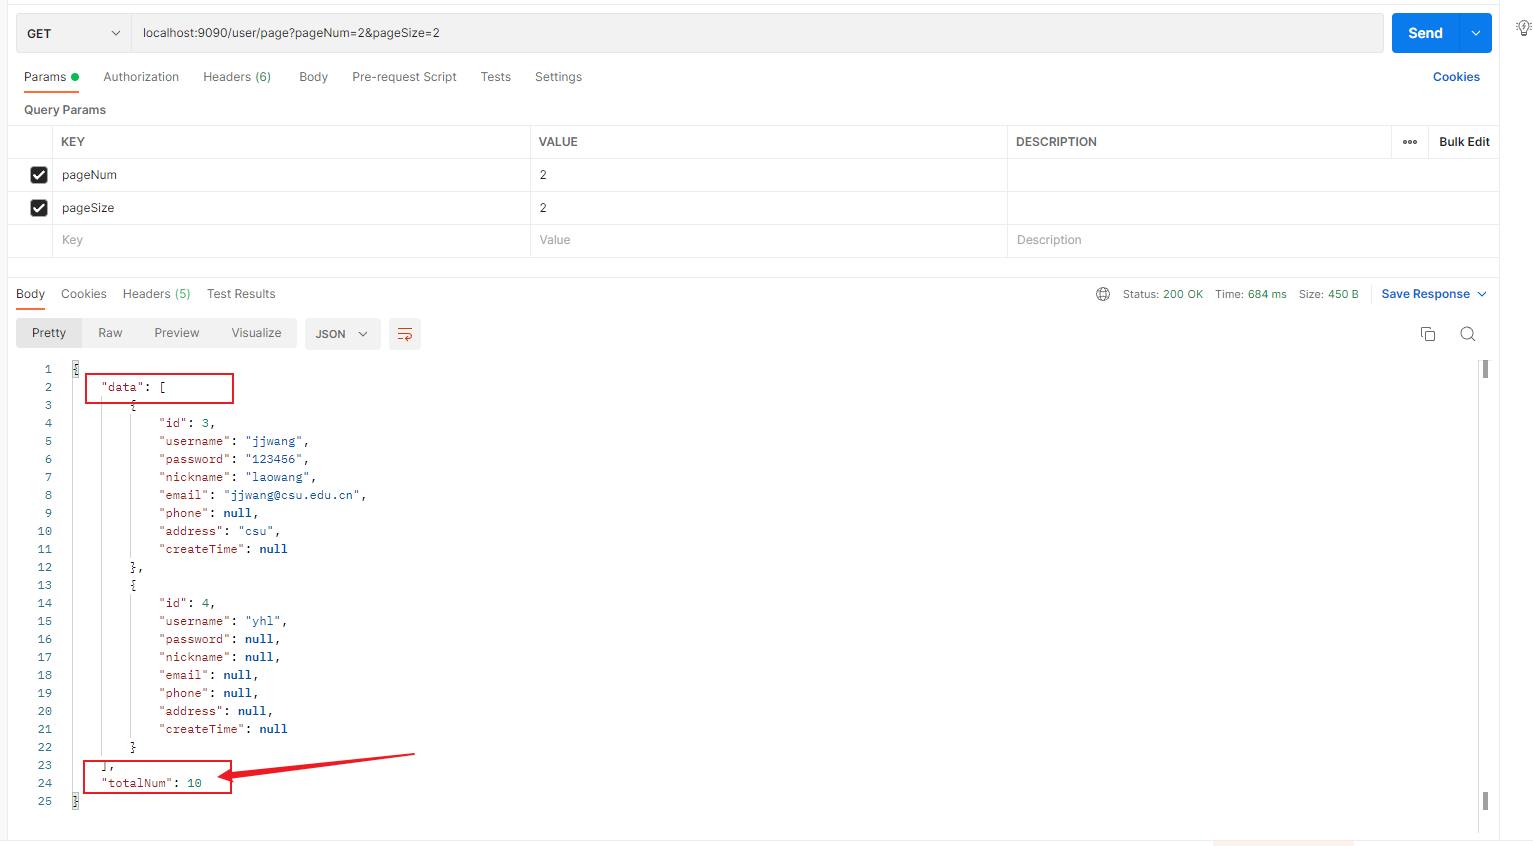 GET localhost:9090/user/page?pageNum=2&pageSize=2 Send
Params Authorization Headers (6) Body Pre-request Script Tests Settings Cookies
Query Params
KEY VALUE DESCRIPTION ooo Bulk Edit
pageNum 2
pageSize 2
Key Value Description
Body Cookies Headers (5) Test Results Status: 200 OK Time: 684 ms Size: 450 B Save Response
Pretty Raw Preview Visualize JSON
1 {
2 "data": [
3 {
4 "id": 3,
5 "username": "jjwang",
6 "password": "123456",
7 "nickname": "laowang",
8 "email": "jjwang@csu.edu.cn",
9 "phone": null,
10 "address": "csu",
11 "createTime": null
12 },
13 {
14 "id": 4,
15 "username": "yhl",
16 "password": null,
17 "nickname": null,
18 "email": null,
19 "phone": null,
20 "address": null,
21 "createTime": null
22 }
23 ],
24 "totalNum": 10
25 }